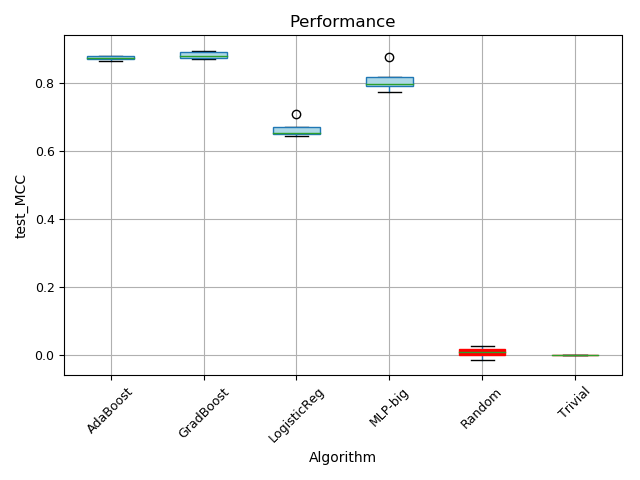 Performance
test_MCC
0.8
0.6
0.4
0.2
0.0
AdaBoost
GradBoost
LogisticReg
MLP-big
Random
Trivial
Algorithm